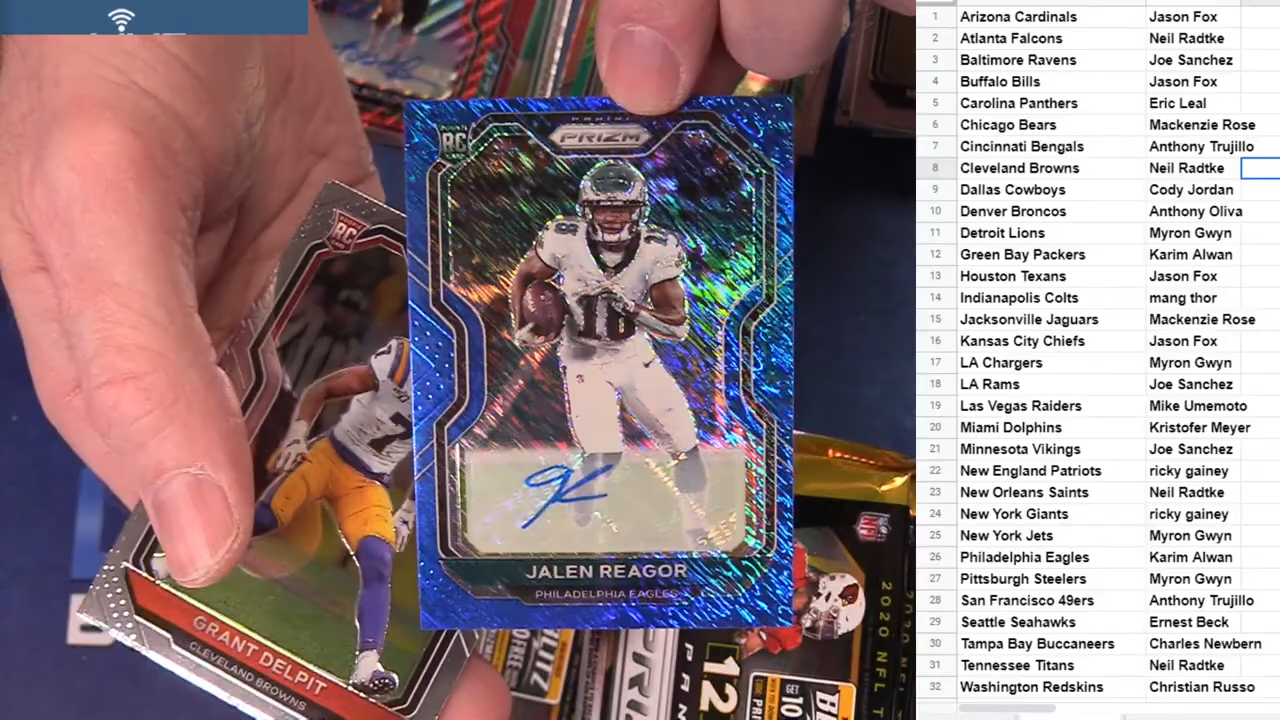 PANINI
PRIZM
RC
18
JALEN REAGOR
PHILADELPHIA EAGLES
RC
7
GRANT DELPIT
CLEVELAND BROWNS
NFL
2020 NFL
12
1 Arizona Cardinals Jason Fox
2 Atlanta Falcons Neil Radtke
3 Baltimore Ravens Joe Sanchez
4 Buffalo Bills Jason Fox
5 Carolina Panthers Eric Leal
6 Chicago Bears Mackenzie Rose
7 Cincinnati Bengals Anthony Trujillo
8 Cleveland Browns Neil Radtke
9 Dallas Cowboys Cody Jordan
10 Denver Broncos Anthony Oliva
11 Detroit Lions Myron Gwyn
12 Green Bay Packers Karim Alwan
13 Houston Texans Jason Fox
14 Indianapolis Colts mang thor
15 Jacksonville Jaguars Mackenzie Rose
16 Kansas City Chiefs Jason Fox
17 LA Chargers Myron Gwyn
18 LA Rams Joe Sanchez
19 Las Vegas Raiders Mike Umemoto
20 Miami Dolphins Kristofer Meyer
21 Minnesota Vikings Joe Sanchez
22 New England Patriots ricky gainey
23 New Orleans Saints Neil Radtke
24 New York Giants ricky gainey
25 New York Jets Myron Gwyn
26 Philadelphia Eagles Karim Alwan
27 Pittsburgh Steelers Myron Gwyn
28 San Francisco 49ers Anthony Trujillo
29 Seattle Seahawks Ernest Beck
30 Tampa Bay Buccaneers Charles Newbern
31 Tennessee Titans Neil Radtke
32 Washington Redskins Christian Russo